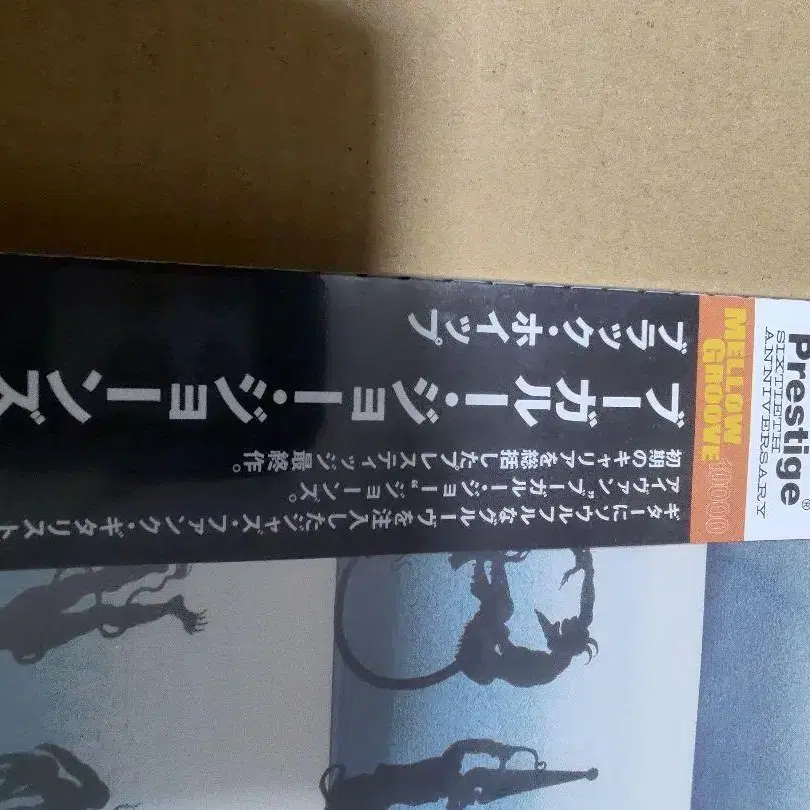 Prestige®
SIXTIETH
ANNIVERSARY
MELLOW
GROOVE
10000
ブラック・ホイップ
ブーガルー・ジョー・ジョーンズ
ギターにソウルフルなグルーヴを注入したジャズ・ファンク・ギタリスト
アイヴァン“ブーガルー・ジョー”ジョーンズ。
初期のキャリアを総括したプレスティッジ最終作。